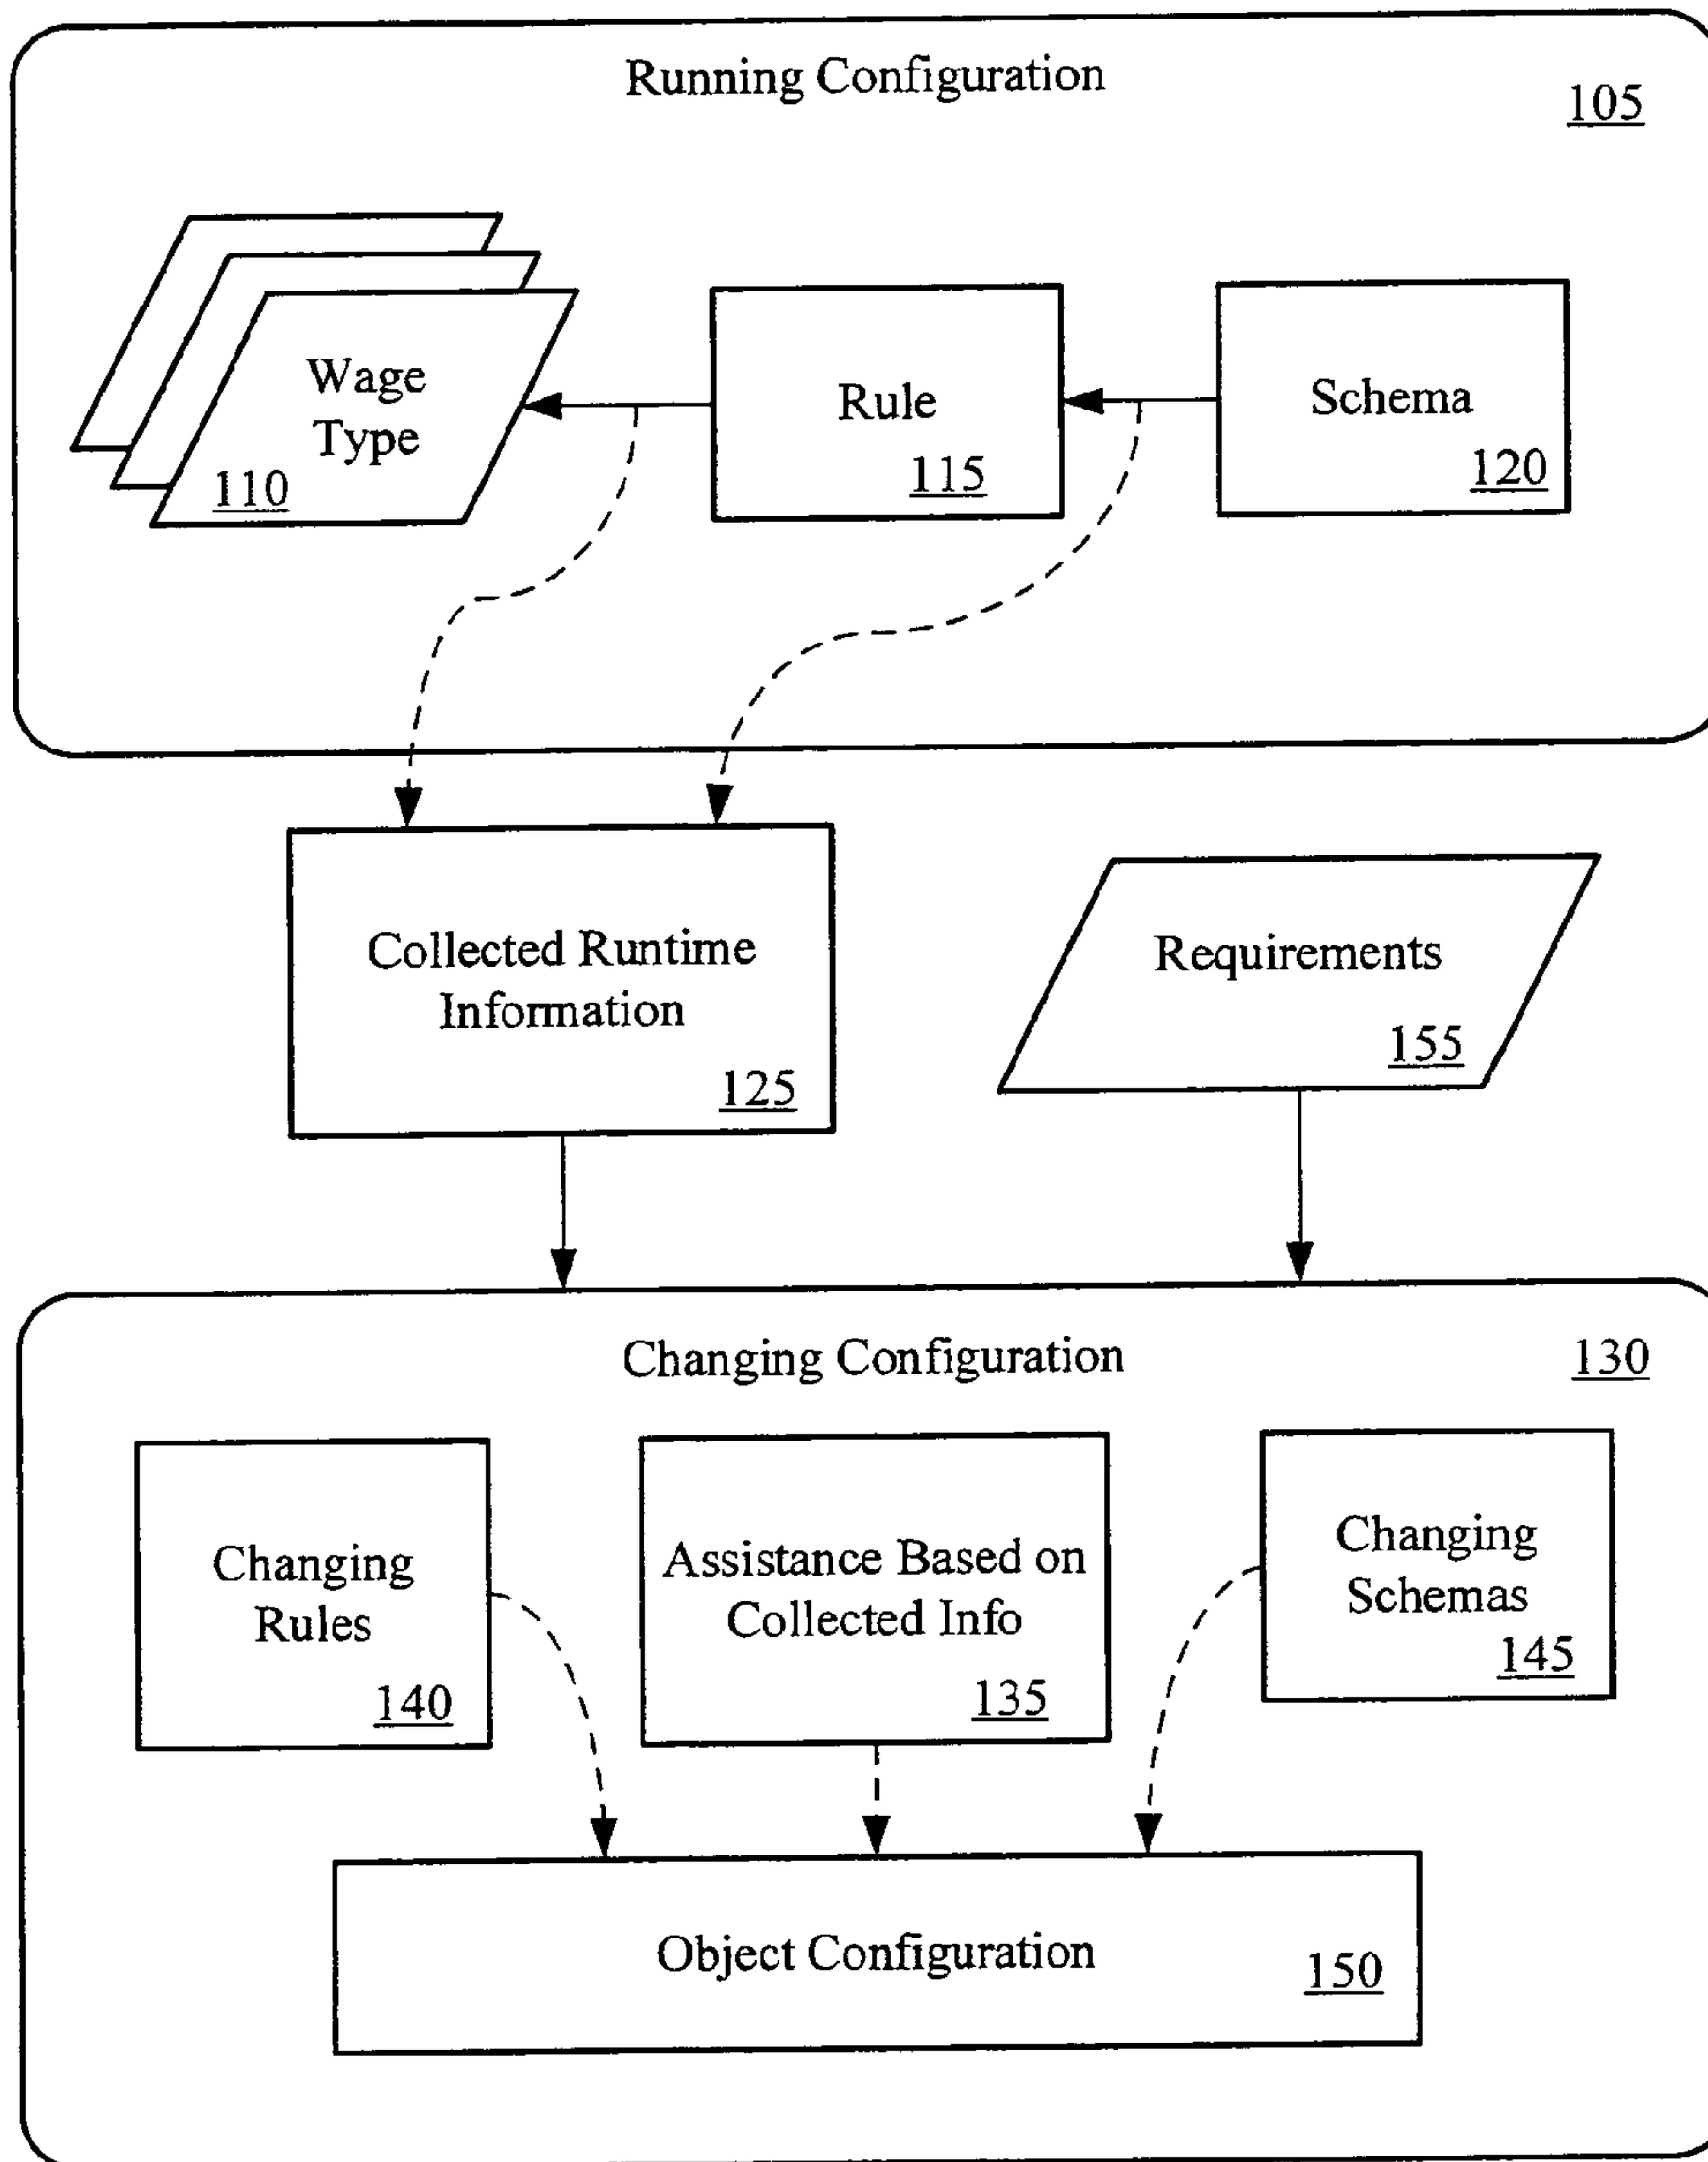 Running Configuration
105
Wage
Type
110
Rule
115
Schema
120
Collected Runtime
Information
125
Requirements
155
Changing Configuration
130
Changing
Rules
140
Assistance Based on
Collected Info
135
Changing
Schemas
145
Object Configuration
150